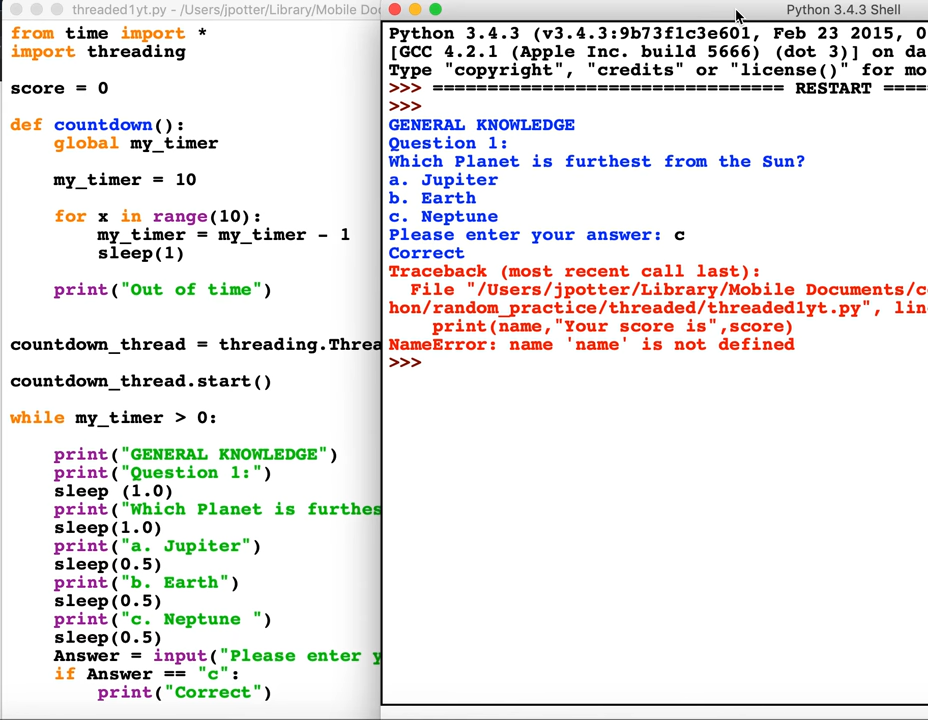 threaded1yt.py - /Users/jpotter/Library/Mobile Do
from time import *
import threading
score = 0
def countdown():
global my_timer
my_timer = 10
for x in range(10):
my_timer = my_timer - 1
sleep(1)
print("Out of time")
countdown_thread = threading.Threa
countdown_thread.start()
while my_timer > 0:
print("GENERAL KNOWLEDGE")
print("Question 1:")
sleep (1.0)
print("Which Planet is furthes
sleep(1.0)
print("a. Jupiter")
sleep(0.5)
print("b. Earth")
sleep(0.5)
print("c. Neptune ")
sleep(0.5)
Answer = input("Please enter y
if Answer == "c":
print("Correct")
Python 3.4.3 Shell
Python 3.4.3 (v3.4.3:9b73f1c3e601, Feb 23 2015, 0
[GCC 4.2.1 (Apple Inc. build 5666) (dot 3)] on da
Type "copyright", "credits" or "license()" for mo
>>> ================================ RESTART ====
>>>
GENERAL KNOWLEDGE
Question 1:
Which Planet is furthest from the Sun?
a. Jupiter
b. Earth
c. Neptune
Please enter your answer: c
Correct
Traceback (most recent call last):
File "/Users/jpotter/Library/Mobile Documents/c
hon/random_practice/threaded/threaded1yt.py", lin
print(name,"Your score is",score)
NameError: name 'name' is not defined
>>>